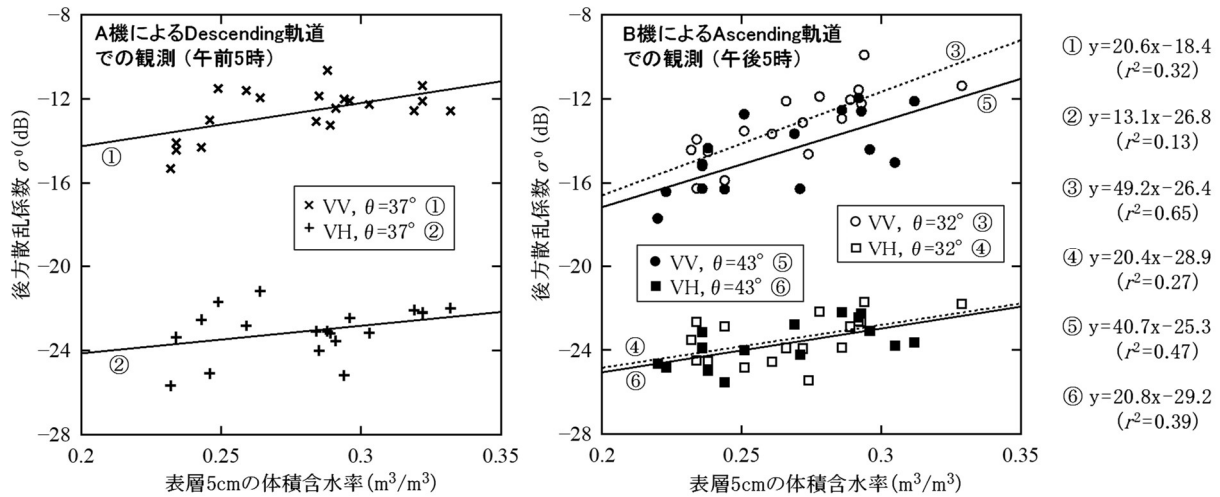 A機によるDescending軌道
での観測 (午前5時)
後方散乱係数 σ⁰(dB)
−8
−12
−16
−20
−24
−28
①
× VV, θ=37° ①
+ VH, θ=37° ②
②
0.2
0.25
0.3
0.35
表層5cmの体積含水率(m³/m³)
B機によるAscending軌道
での観測 (午後5時)
後方散乱係数 σ⁰(dB)
−8
−12
−16
−20
−24
−28
③
⑤
○ VV, θ=32° ③
□ VH, θ=32° ④
● VV, θ=43° ⑤
■ VH, θ=43° ⑥
④
⑥
0.2
0.25
0.3
0.35
表層5cmの体積含水率(m³/m³)
① y=20.6x−18.4
(r²=0.32)
② y=13.1x−26.8
(r²=0.13)
③ y=49.2x−26.4
(r²=0.65)
④ y=20.4x−28.9
(r²=0.27)
⑤ y=40.7x−25.3
(r²=0.47)
⑥ y=20.8x−29.2
(r²=0.39)